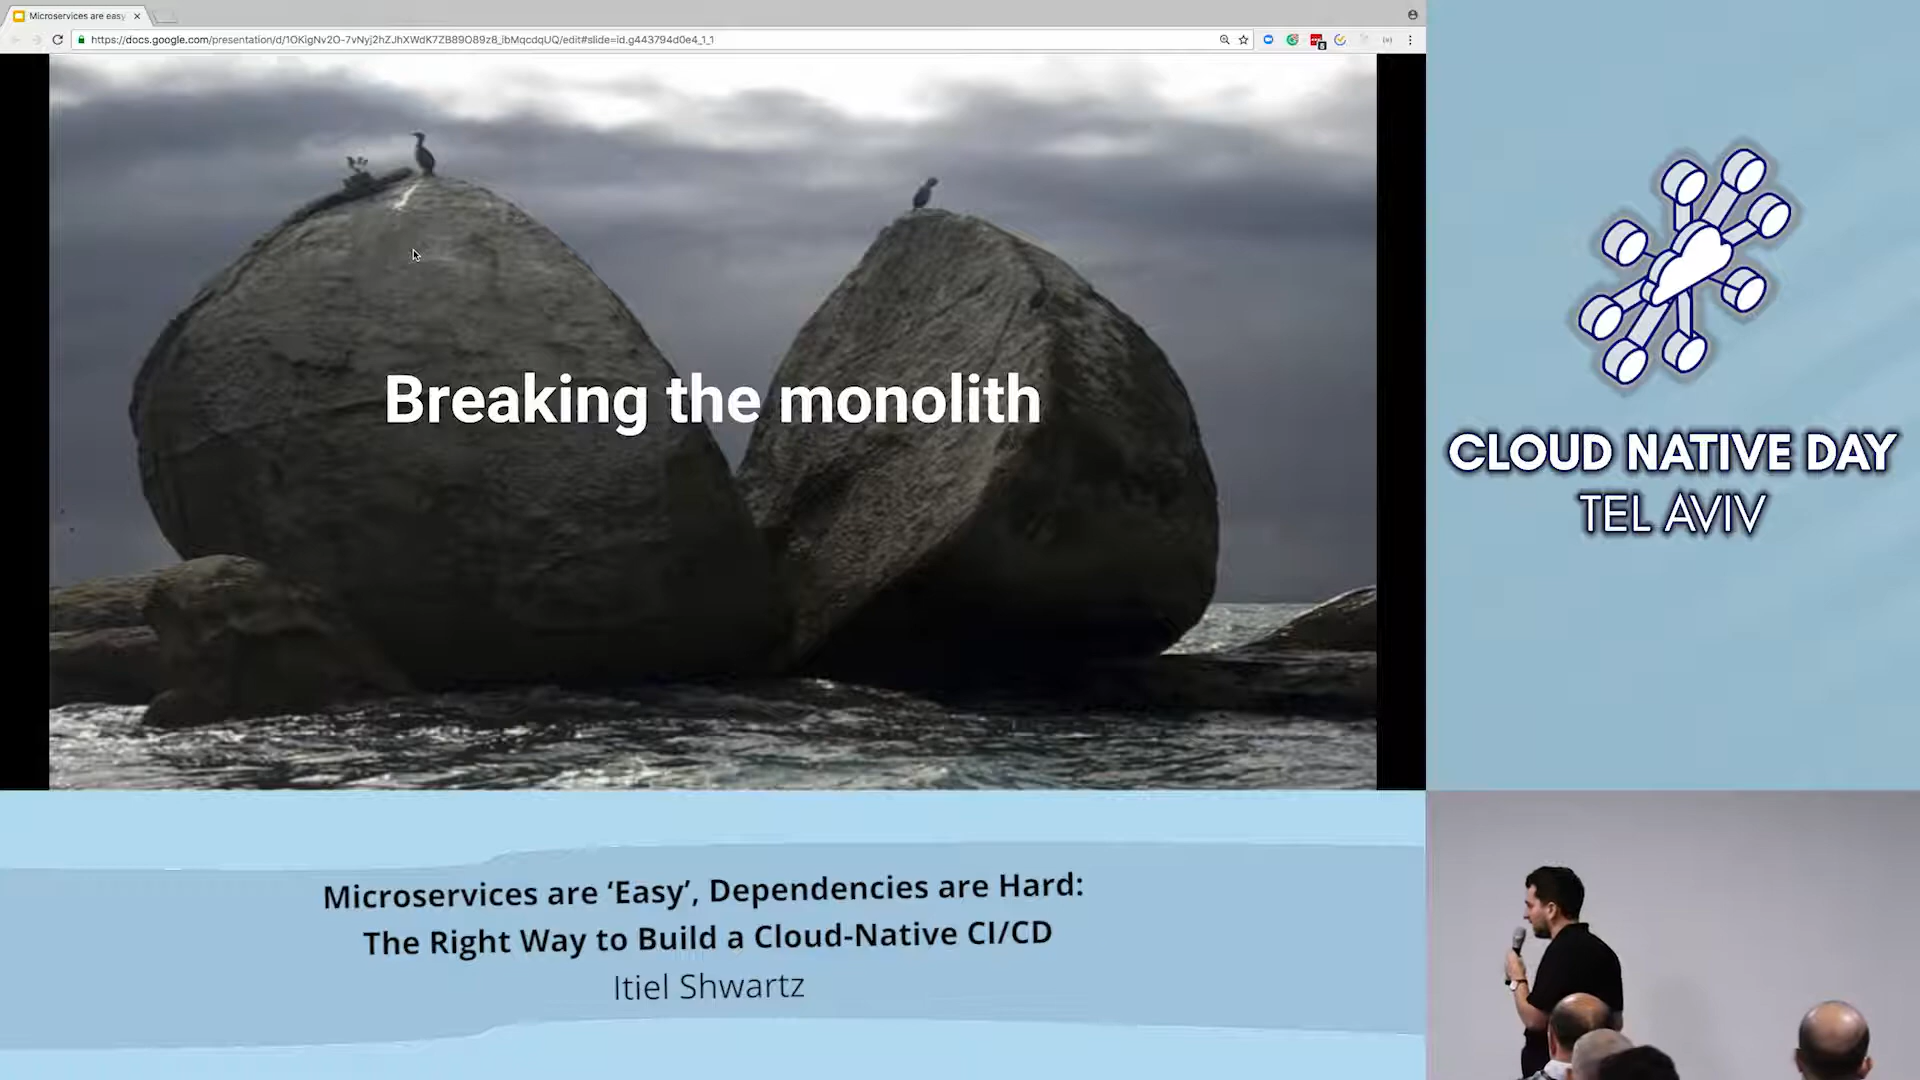 Microservices are easy
https://docs.google.com/presentation/d/1OKigNv2O-7vNyj2hZJhXWdK7ZB89O89z8_ibMqcdqUQ/edit#slide=id.g443794d0e4_1_1
Breaking the monolith
CLOUD NATIVE DAY
TEL AVIV
Microservices are ‘Easy’, Dependencies are Hard:
The Right Way to Build a Cloud-Native CI/CD
Itiel Shwartz